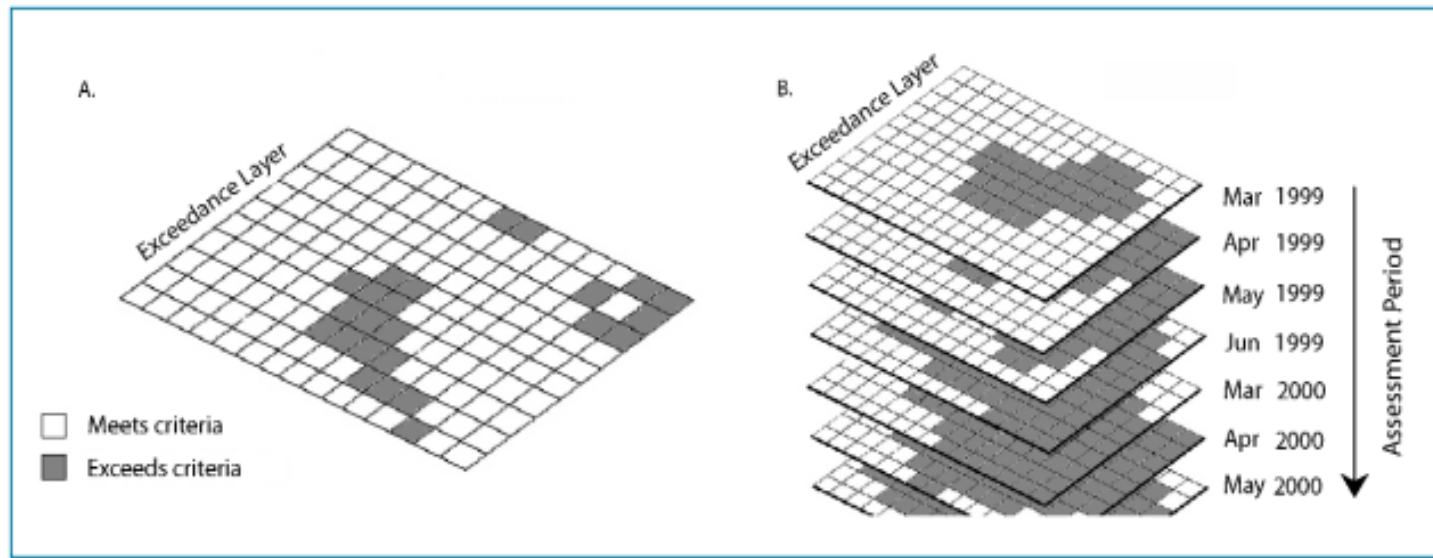 A.
Exceedance Layer
Meets criteria
Exceeds criteria
B.
Exceedance Layer
Mar 1999
Apr 1999
May 1999
Jun 1999
Mar 2000
Apr 2000
May 2000
Assessment Period